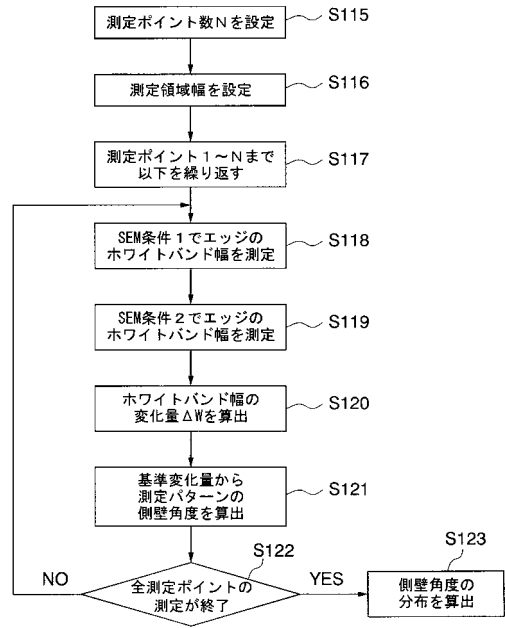 測定ポイント数Nを設定
S115
測定領域幅を設定
S116
測定ポイント1～Nまで
以下を繰り返す
S117
SEM条件1でエッジの
ホワイトバンド幅を測定
S118
SEM条件2でエッジの
ホワイトバンド幅を測定
S119
ホワイトバンド幅の
変化量ΔWを算出
S120
基準変化量から
測定パターンの
側壁角度を算出
S121
S122
全測定ポイントの
測定が終了
NO
YES
S123
側壁角度の
分布を算出